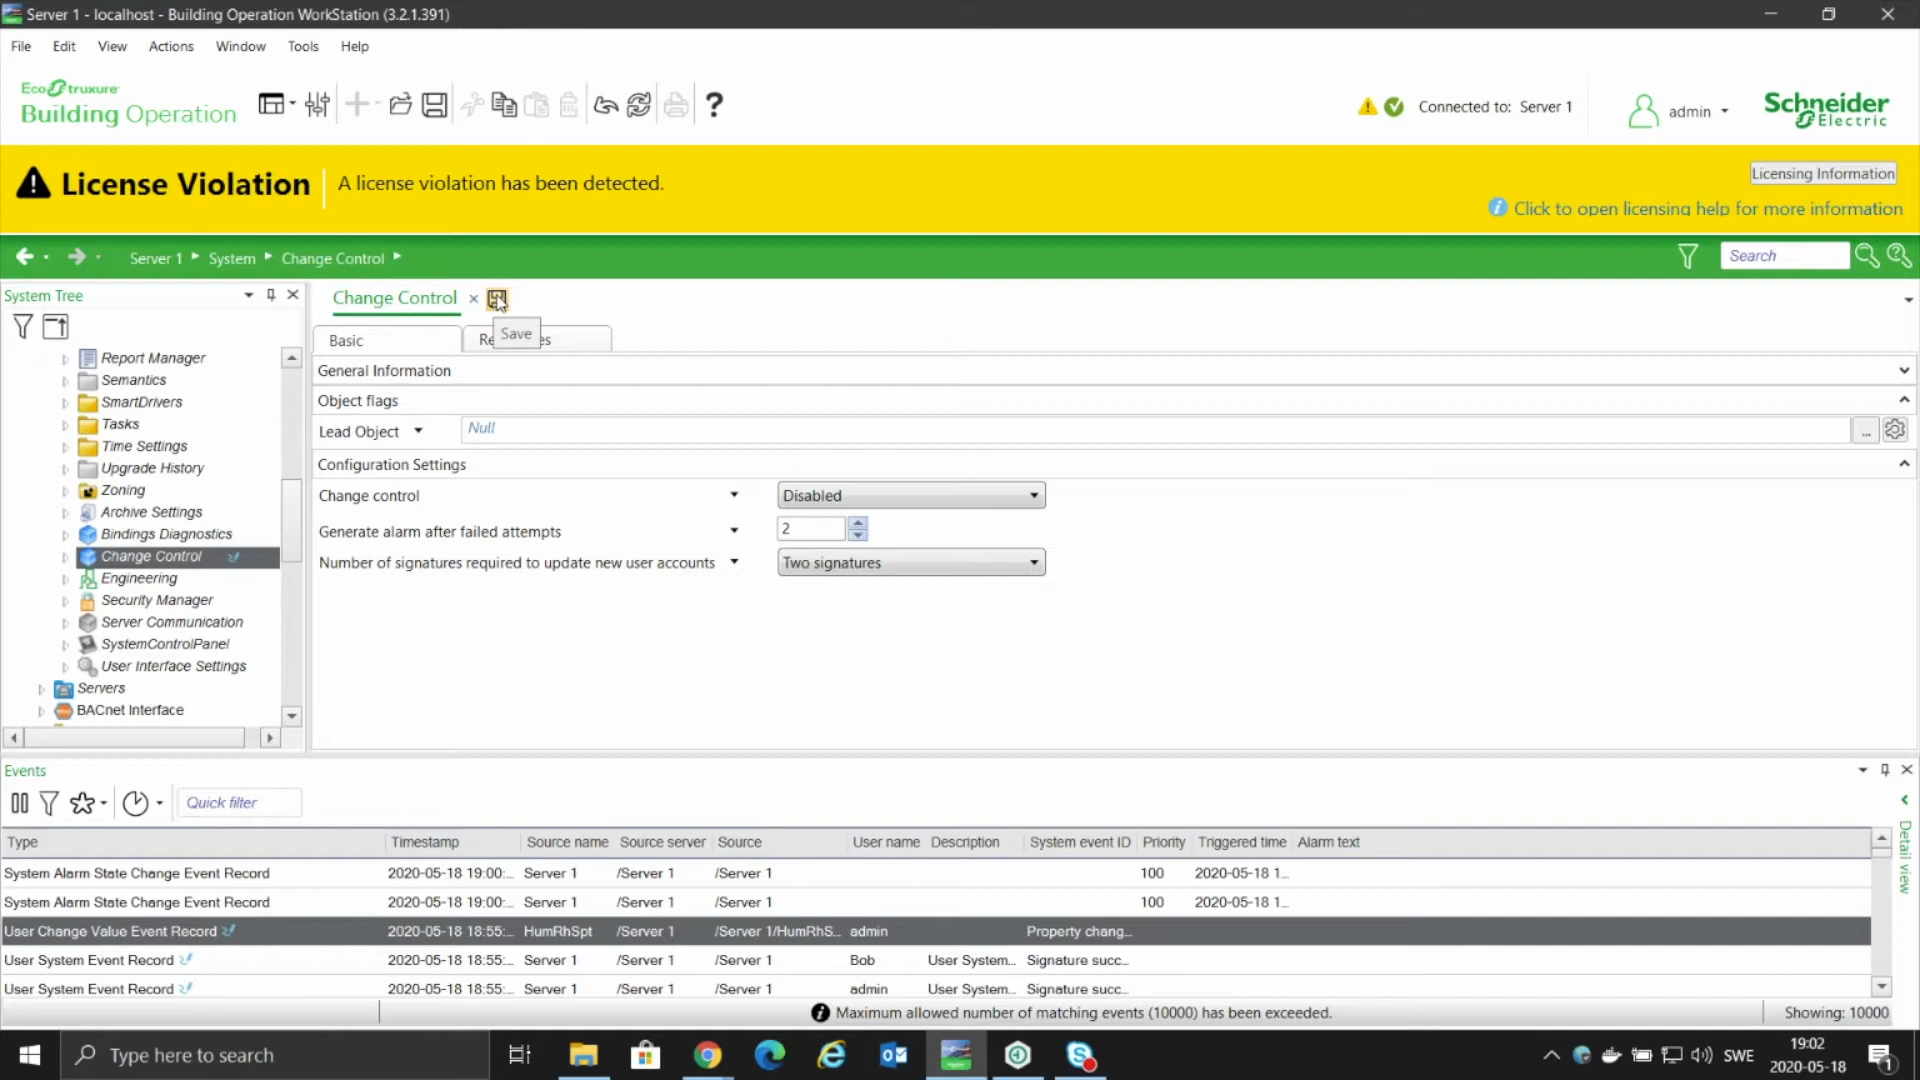 Server 1 - localhost - Building Operation WorkStation (3.2.1.391)
File Edit View Actions Window Tools Help
EcoStruxure
Building Operation
Connected to: Server 1
admin
Schneider
Electric
License Violation
A license violation has been detected.
Licensing Information
Click to open licensing help for more information
Server 1 System Change Control
Search
System Tree
Report Manager
Semantics
SmartDrivers
Tasks
Time Settings
Upgrade History
Zoning
Archive Settings
Bindings Diagnostics
Change Control
Engineering
Security Manager
Server Communication
SystemControlPanel
User Interface Settings
Servers
BACnet Interface
Change Control
Save
Basic
General Information
Object flags
Lead Object Null ...
Configuration Settings
Change control Disabled
Generate alarm after failed attempts 2
Number of signatures required to update new user accounts Two signatures
Events
Quick filter
Type Timestamp Source name Source server Source User name Description System event ID Priority Triggered time Alarm text
System Alarm State Change Event Record 2020-05-18 19:00:... Server 1 /Server 1 /Server 1 100 2020-05-18 1...
System Alarm State Change Event Record 2020-05-18 19:00:... Server 1 /Server 1 /Server 1 100 2020-05-18 1...
User Change Value Event Record 2020-05-18 18:55:... HumRhSpt /Server 1 /Server 1/HumRhS... admin Property chang...
User System Event Record 2020-05-18 18:55:... Server 1 /Server 1 /Server 1 Bob User System... Signature succ...
User System Event Record 2020-05-18 18:55:... Server 1 /Server 1 /Server 1 admin User System... Signature succ...
Detail view
Maximum allowed number of matching events (10000) has been exceeded.
Showing: 10000
Type here to search
SWE
19:02
2020-05-18
1